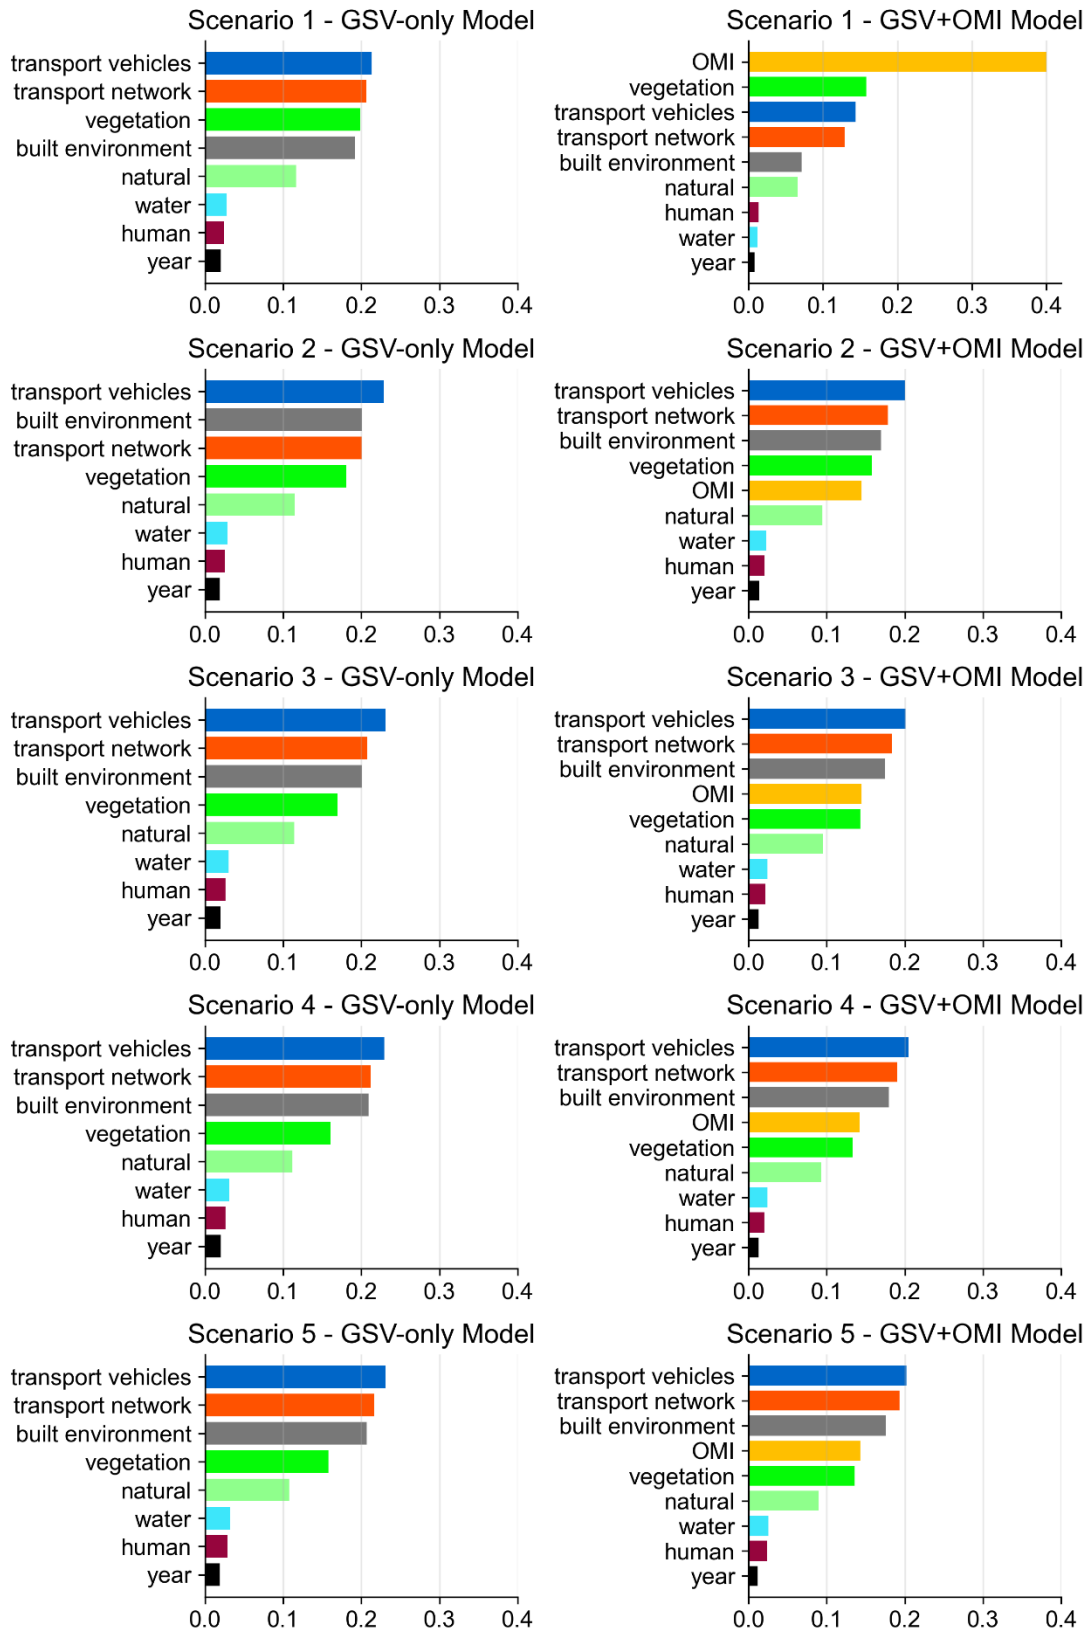 Scenario 1 - GSV-only Model
transport vehicles
transport network
vegetation
built environment
natural
water
human
year
0.0 0.1 0.2 0.3 0.4
Scenario 1 - GSV+OMI Model
OMI
vegetation
transport vehicles
transport network
built environment
natural
human
water
year
0.0 0.1 0.2 0.3 0.4
Scenario 2 - GSV-only Model
transport vehicles
built environment
transport network
vegetation
natural
water
human
year
0.0 0.1 0.2 0.3 0.4
Scenario 2 - GSV+OMI Model
transport vehicles
transport network
built environment
vegetation
OMI
natural
water
human
year
0.0 0.1 0.2 0.3 0.4
Scenario 3 - GSV-only Model
transport vehicles
transport network
built environment
vegetation
natural
water
human
year
0.0 0.1 0.2 0.3 0.4
Scenario 3 - GSV+OMI Model
transport vehicles
transport network
built environment
OMI
vegetation
natural
water
human
year
0.0 0.1 0.2 0.3 0.4
Scenario 4 - GSV-only Model
transport vehicles
transport network
built environment
vegetation
natural
water
human
year
0.0 0.1 0.2 0.3 0.4
Scenario 4 - GSV+OMI Model
transport vehicles
transport network
built environment
OMI
vegetation
natural
water
human
year
0.0 0.1 0.2 0.3 0.4
Scenario 5 - GSV-only Model
transport vehicles
transport network
built environment
vegetation
natural
water
human
year
0.0 0.1 0.2 0.3 0.4
Scenario 5 - GSV+OMI Model
transport vehicles
transport network
built environment
OMI
vegetation
natural
water
human
year
0.0 0.1 0.2 0.3 0.4